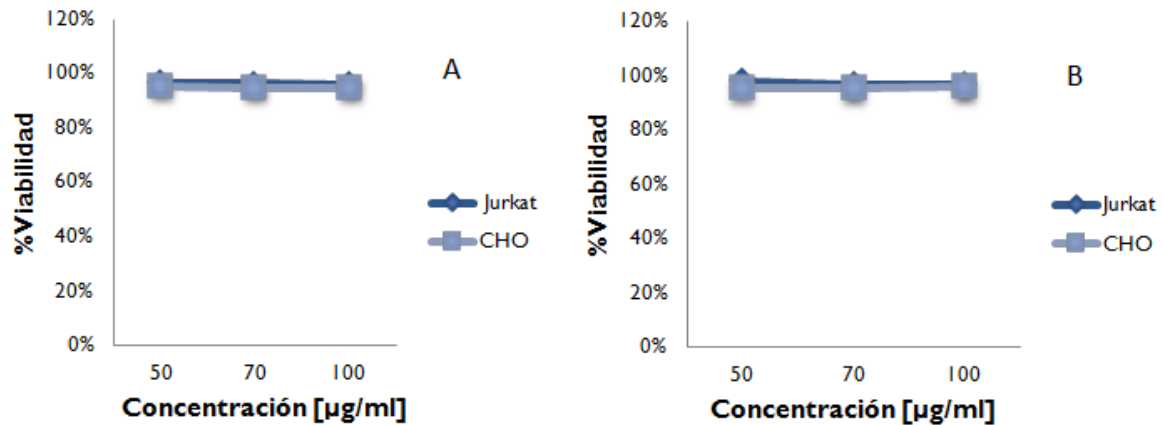 120%
100%
80%
60%
40%
20%
0%
%Viabilidad
A
Jurkat
CHO
50 70 100
Concentración [µg/ml]
120%
100%
80%
60%
40%
20%
0%
%Viabilidad
B
Jurkat
CHO
50 70 100
Concentración [µg/ml]